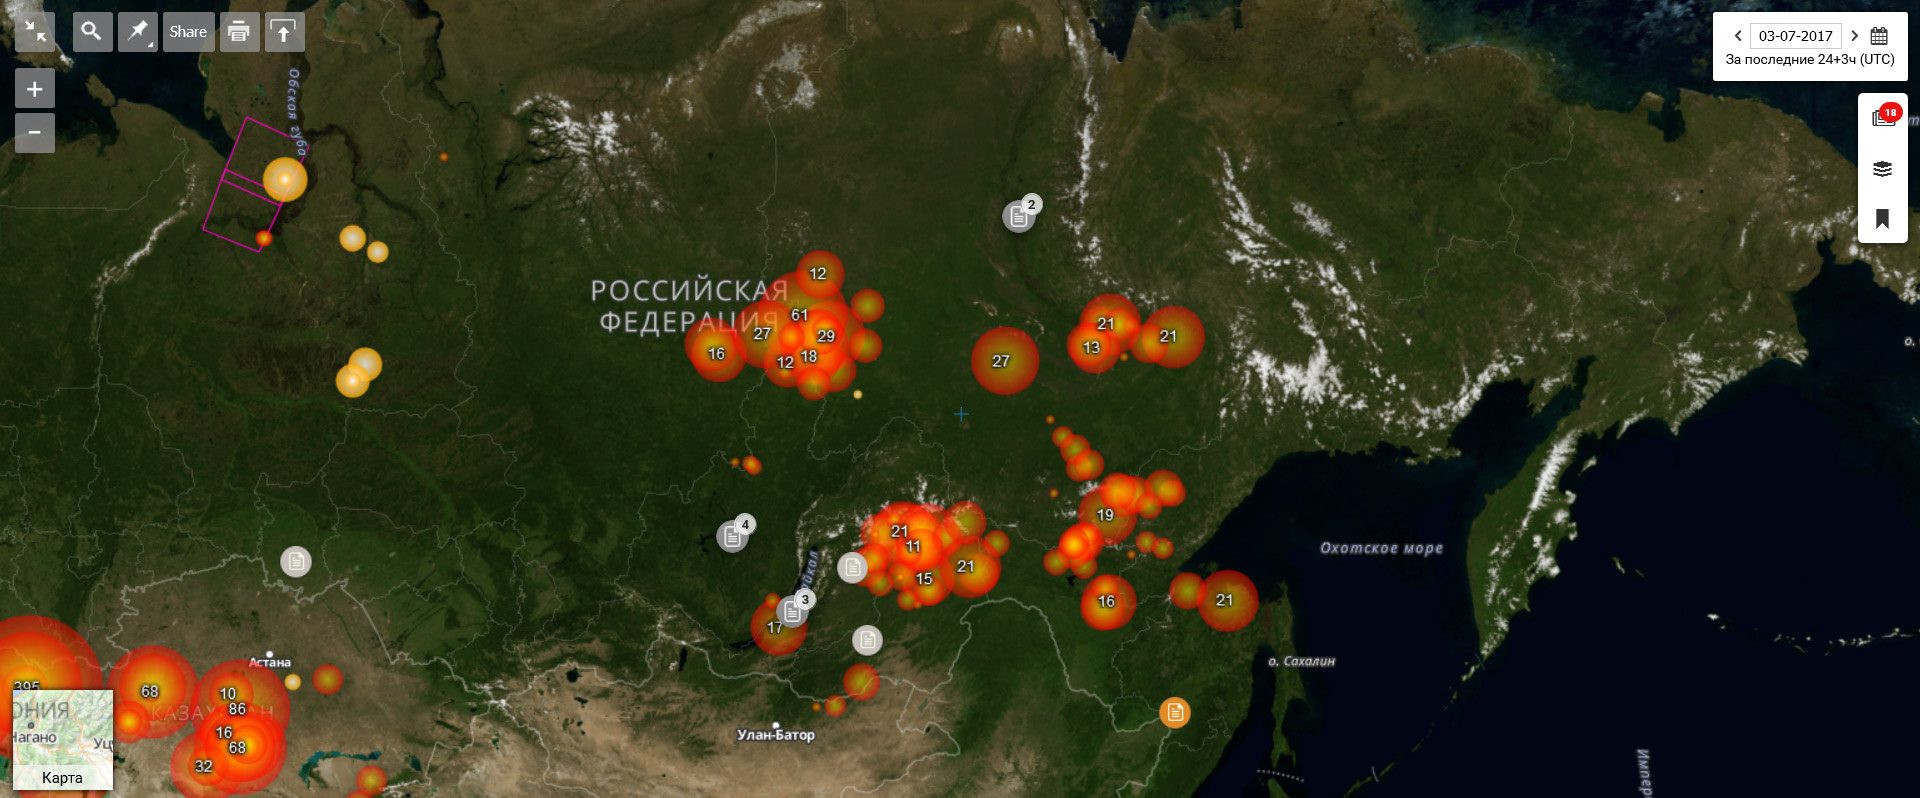 Share
03-07-2017
За последние 24+3ч (UTC)
18
Обская губа
2
12
РОССИЙСКАЯ
ФЕДЕРАЦИЯ
61
27
29
16
12
18
27
21
13
21
4
21
11
15
21
19
16
21
3
17
Охотское море
о. Сахалин
Астана
395
68
10
86
КАЗАХСТАН
16
68
32
Улан-Батор
ОНИЯ
Нагано
Уц
Карта